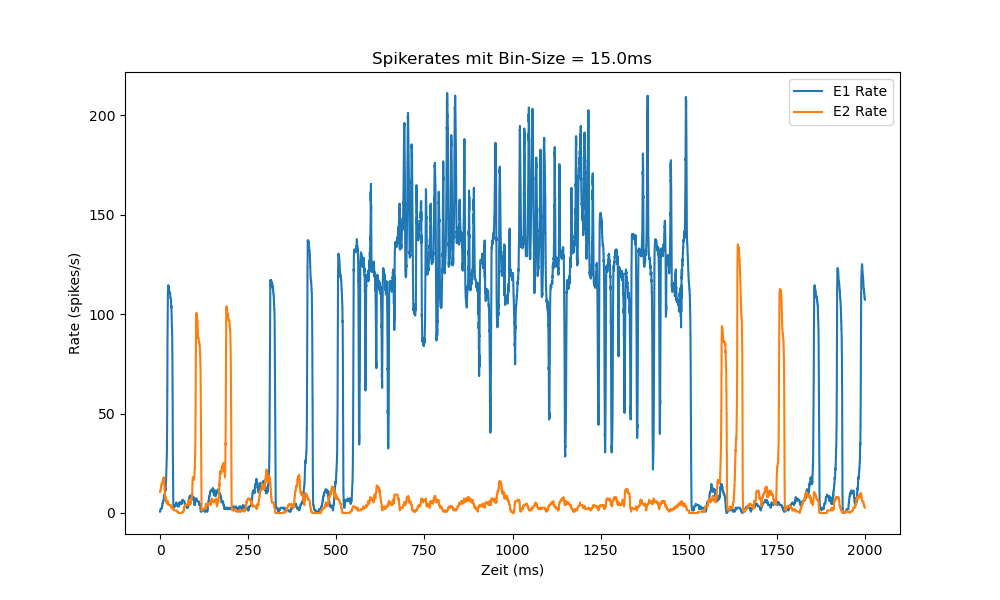 Spikerates mit Bin-Size = 15.0ms
E1 Rate
E2 Rate
Rate (spikes/s)
200
150
100
50
0
0 250 500 750 1000 1250 1500 1750 2000
Zeit (ms)